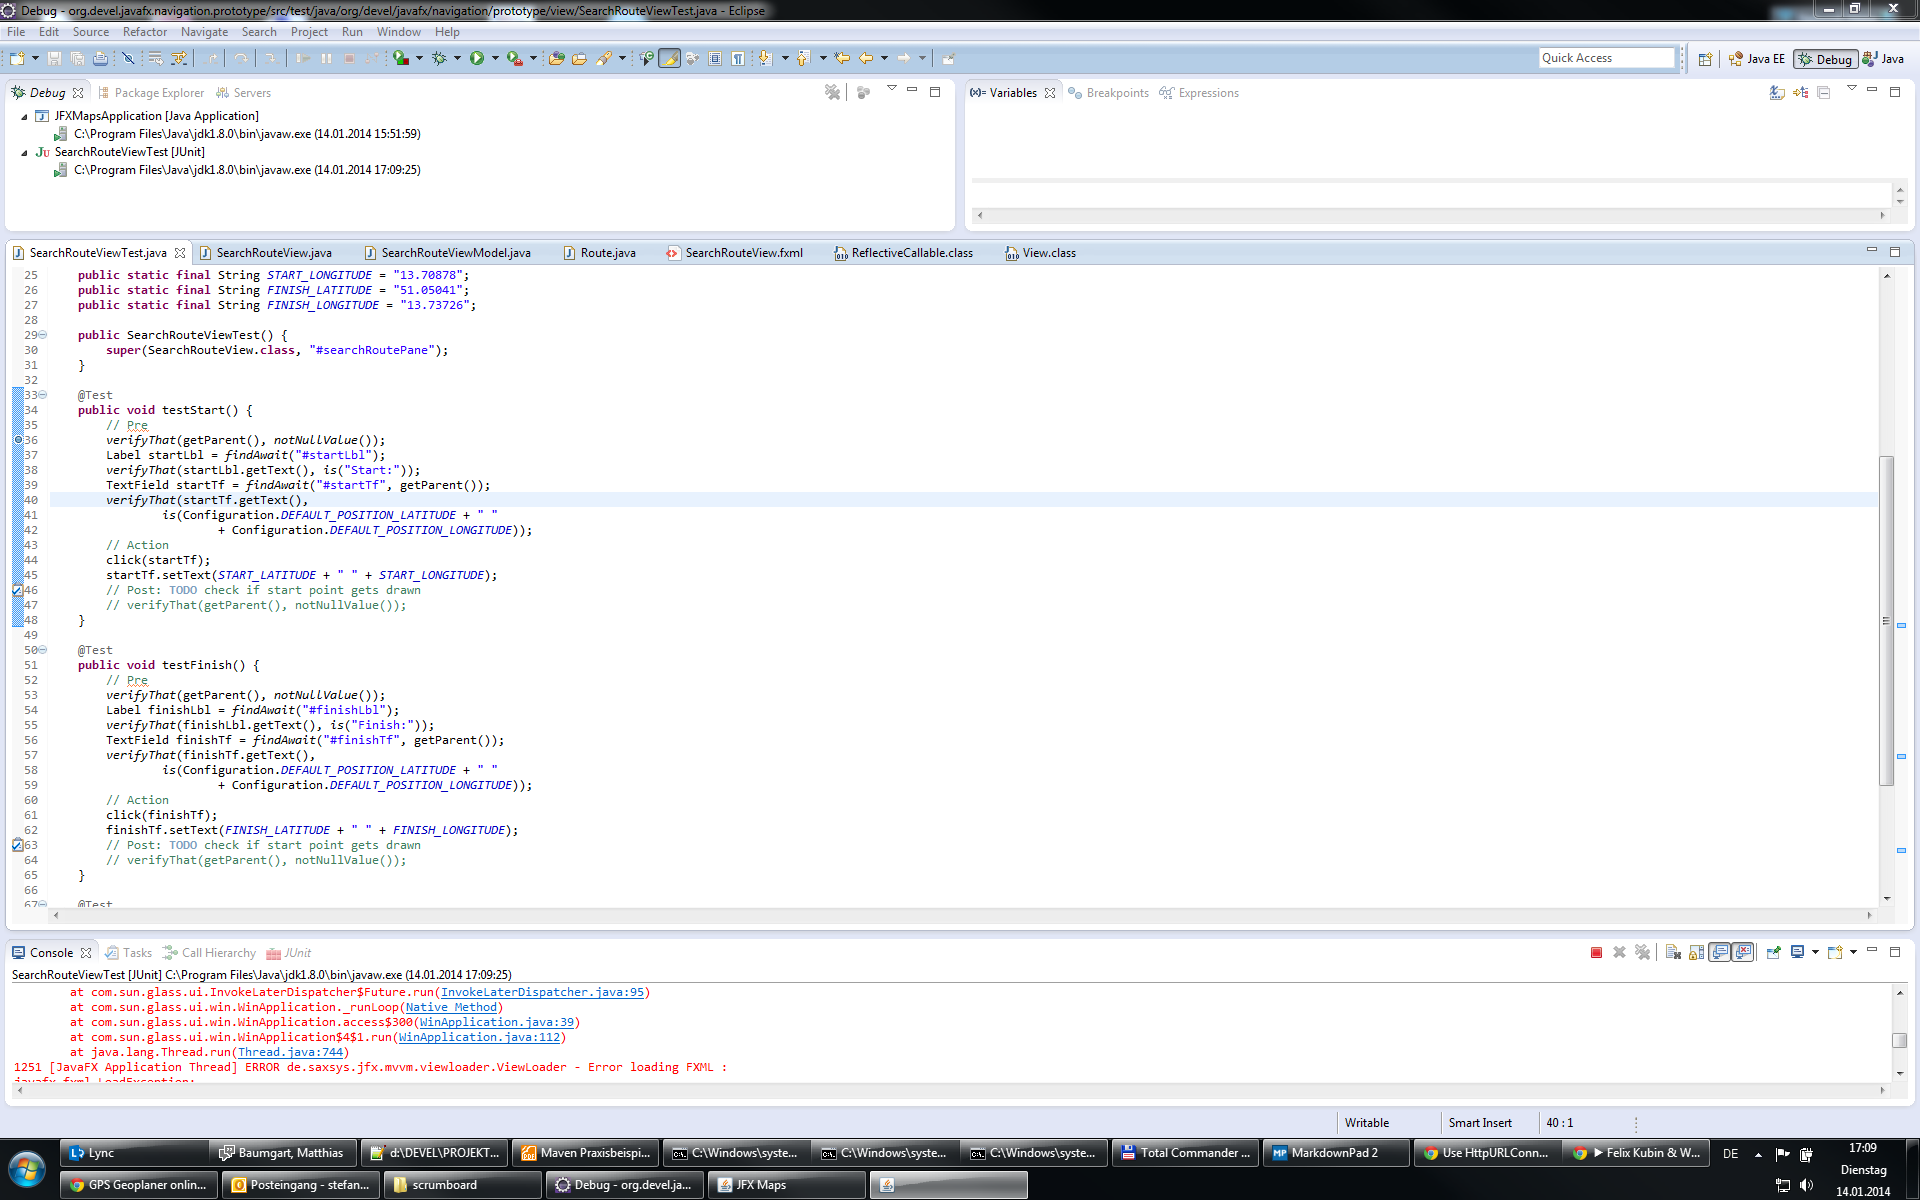 Debug - org.devel.javafx.navigation.prototype/src/test/java/org/devel/javafx/navigation/prototype/view/SearchRouteViewTest.java - Eclipse
File Edit Source Refactor Navigate Search Project Run Window Help
Quick Access Java EE Debug Java
Debug Package Explorer Servers
(x)= Variables Breakpoints Expressions
JFXMapsApplication [Java Application]
C:\Program Files\Java\jdk1.8.0\bin\javaw.exe (14.01.2014 15:51:59)
JU SearchRouteViewTest [JUnit]
C:\Program Files\Java\jdk1.8.0\bin\javaw.exe (14.01.2014 17:09:25)
SearchRouteViewTest.java SearchRouteView.java SearchRouteViewModel.java Route.java SearchRouteView.fxml ReflectiveCallable.class View.class
25 public static final String START_LONGITUDE = "13.70878";
26 public static final String FINISH_LATITUDE = "51.05041";
27 public static final String FINISH_LONGITUDE = "13.73726";
28
29 public SearchRouteViewTest() {
30 super(SearchRouteView.class, "#searchRoutePane");
31 }
32
33 @Test
34 public void testStart() {
35 // Pre
36 verifyThat(getParent(), notNullValue());
37 Label startLbl = findAwait("#startLbl");
38 verifyThat(startLbl.getText(), is("Start:"));
39 TextField startTf = findAwait("#startTf", getParent());
40 verifyThat(startTf.getText(),
41 is(Configuration.DEFAULT_POSITION_LATITUDE + " "
42 + Configuration.DEFAULT_POSITION_LONGITUDE));
43 // Action
44 click(startTf);
45 startTf.setText(START_LATITUDE + " " + START_LONGITUDE);
46 // Post: TODO check if start point gets drawn
47 // verifyThat(getParent(), notNullValue());
48 }
49
50 @Test
51 public void testFinish() {
52 // Pre
53 verifyThat(getParent(), notNullValue());
54 Label finishLbl = findAwait("#finishLbl");
55 verifyThat(finishLbl.getText(), is("Finish:"));
56 TextField finishTf = findAwait("#finishTf", getParent());
57 verifyThat(finishTf.getText(),
58 is(Configuration.DEFAULT_POSITION_LATITUDE + " "
59 + Configuration.DEFAULT_POSITION_LONGITUDE));
60 // Action
61 click(finishTf);
62 finishTf.setText(FINISH_LATITUDE + " " + FINISH_LONGITUDE);
63 // Post: TODO check if start point gets drawn
64 // verifyThat(getParent(), notNullValue());
65 }
66
67 @Test
Console Tasks Call Hierarchy JUnit
SearchRouteViewTest [JUnit] C:\Program Files\Java\jdk1.8.0\bin\javaw.exe (14.01.2014 17:09:25)
at com.sun.glass.ui.InvokeLaterDispatcher$Future.run(InvokeLaterDispatcher.java:95)
at com.sun.glass.ui.win.WinApplication._runLoop(Native Method)
at com.sun.glass.ui.win.WinApplication.access$300(WinApplication.java:39)
at com.sun.glass.ui.win.WinApplication$4$1.run(WinApplication.java:112)
at java.lang.Thread.run(Thread.java:744)
1251 [JavaFX Application Thread] ERROR de.saxsys.jfx.mvvm.viewloader.ViewLoader - Error loading FXML :
javafx.fxml.LoadException:
Writable Smart Insert 40 : 1
Lync Baumgart, Matthias d:\DEVEL\PROJEKT... Maven Praxisbeispi... C:\Windows\syste... C:\Windows\syste... C:\Windows\syste... Total Commander ... MarkdownPad 2 Use HttpURLConn... Felix Kubin & W... DE 17:09
Dienstag
GPS Geoplaner onlin... Posteingang - stefan... scrumboard Debug - org.devel.ja... JFX Maps 14.01.2014